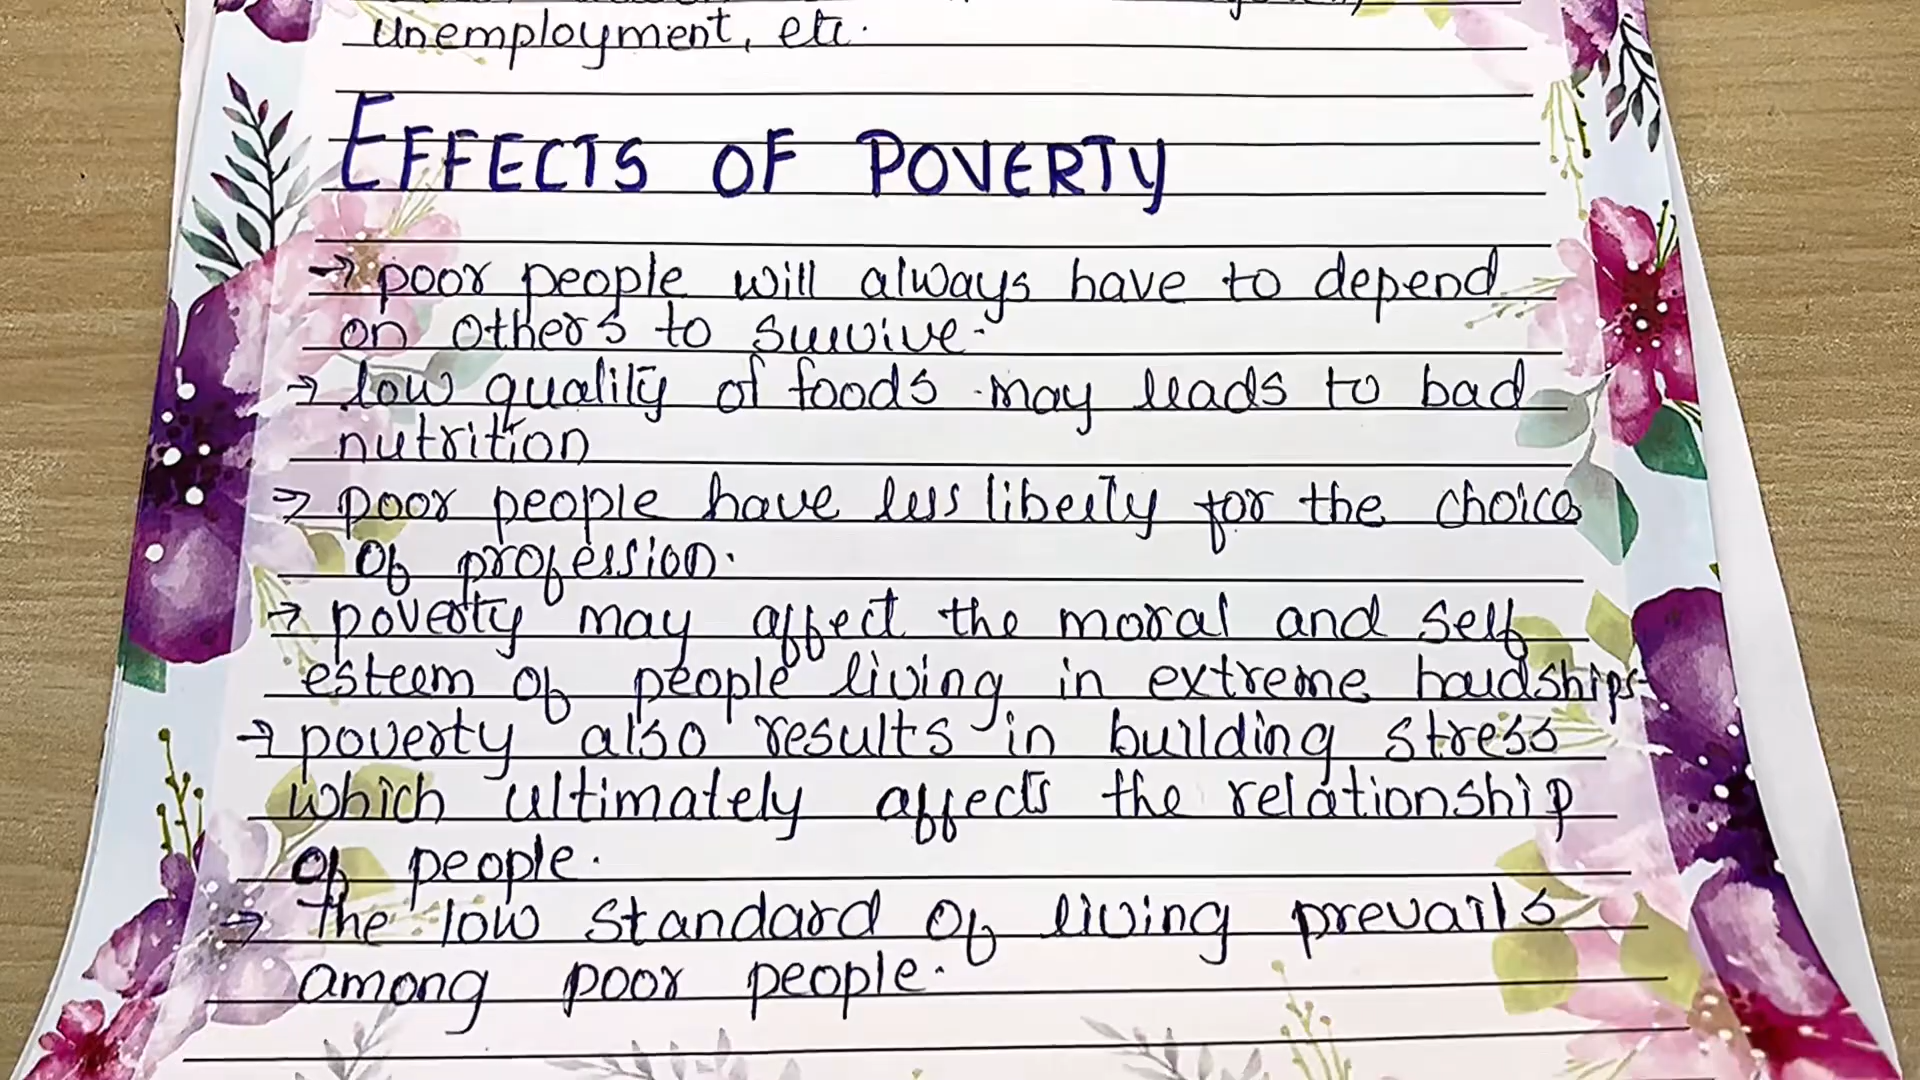 Unemployment, etc.
EFFECTS OF POVERTY
→ poor people will always have to depend
on others to survive.
→ low quality of foods may leads to bad
nutrition
→ poor people have less liberty for the choice
of profession.
→ poverty may affect the moral and self
esteem of people living in extreme hardships
→ poverty also results in building stress
which ultimately affects the relationship
of people.
→ The low standard of living prevails
among poor people.